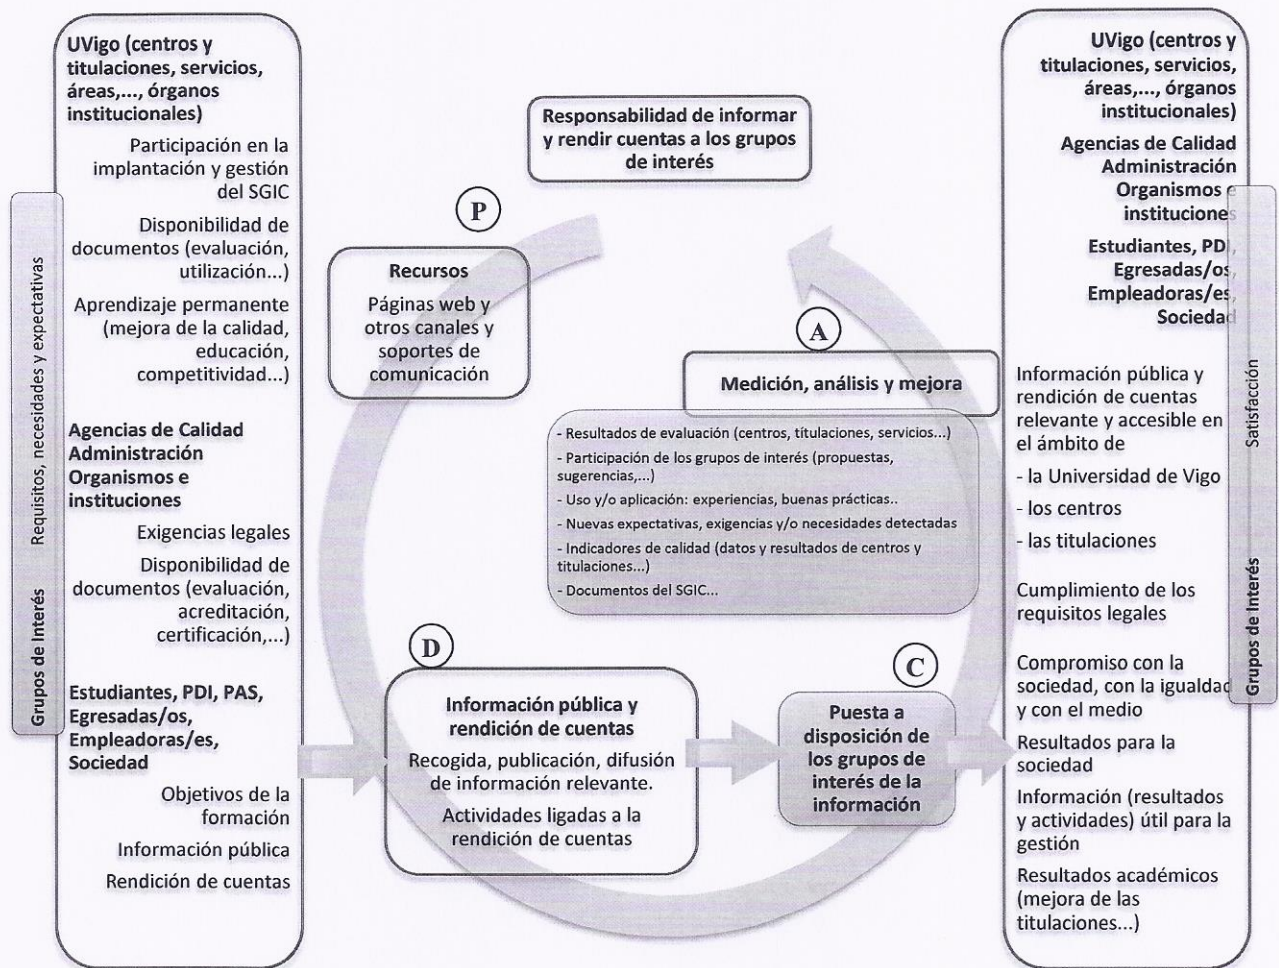 UVigo (centros y
titulaciones, servicios,
áreas,..., órganos
institucionales)
Participación en la
implantación y gestión
del SGIC
Disponibilidad de
documentos (evaluación,
utilización...)
Aprendizaje permanente
(mejora de la calidad,
educación,
competitividad...)
Agencias de Calidad
Administración
Organismos e
instituciones
Exigencias legales
Disponibilidad de
documentos (evaluación,
acreditación,
certificación,...)
Estudiantes, PDI, PAS,
Egresadas/os,
Empleadoras/es,
Sociedad
Objetivos de la
formación
Información pública
Rendición de cuentas
Grupos de Interés Requisitos, necesidades y expectativas
Responsabilidad de informar
y rendir cuentas a los grupos
de interés
P
Recursos
Páginas web y
otros canales y
soportes de
comunicación
A
Medición, análisis y mejora
- Resultados de evaluación (centros, titulaciones, servicios...)
- Participación de los grupos de interés (propuestas,
sugerencias,...)
- Uso y/o aplicación: experiencias, buenas prácticas..
- Nuevas expectativas, exigencias y/o necesidades detectadas
- Indicadores de calidad (datos y resultados de centros y
titulaciones...)
- Documentos del SGIC...
D
Información pública y
rendición de cuentas
Recogida, publicación, difusión
de información relevante.
Actividades ligadas a la
rendición de cuentas
C
Puesta a
disposición de
los grupos de
interés de la
información
UVigo (centros y
titulaciones, servicios,
áreas,..., órganos
institucionales)
Agencias de Calidad
Administración
Organismos e
instituciones
Estudiantes, PDI,
Egresadas/os,
Empleadoras/es,
Sociedad
Información pública y
rendición de cuentas
relevante y accesible en
el ámbito de
- la Universidad de Vigo
- los centros
- las titulaciones
Cumplimiento de los
requisitos legales
Compromiso con la
sociedad, con la igualdad
y con el medio
Resultados para la
sociedad
Información (resultados
y actividades) útil para la
gestión
Resultados académicos
(mejora de las
titulaciones...)
Grupos de Interés Satisfacción